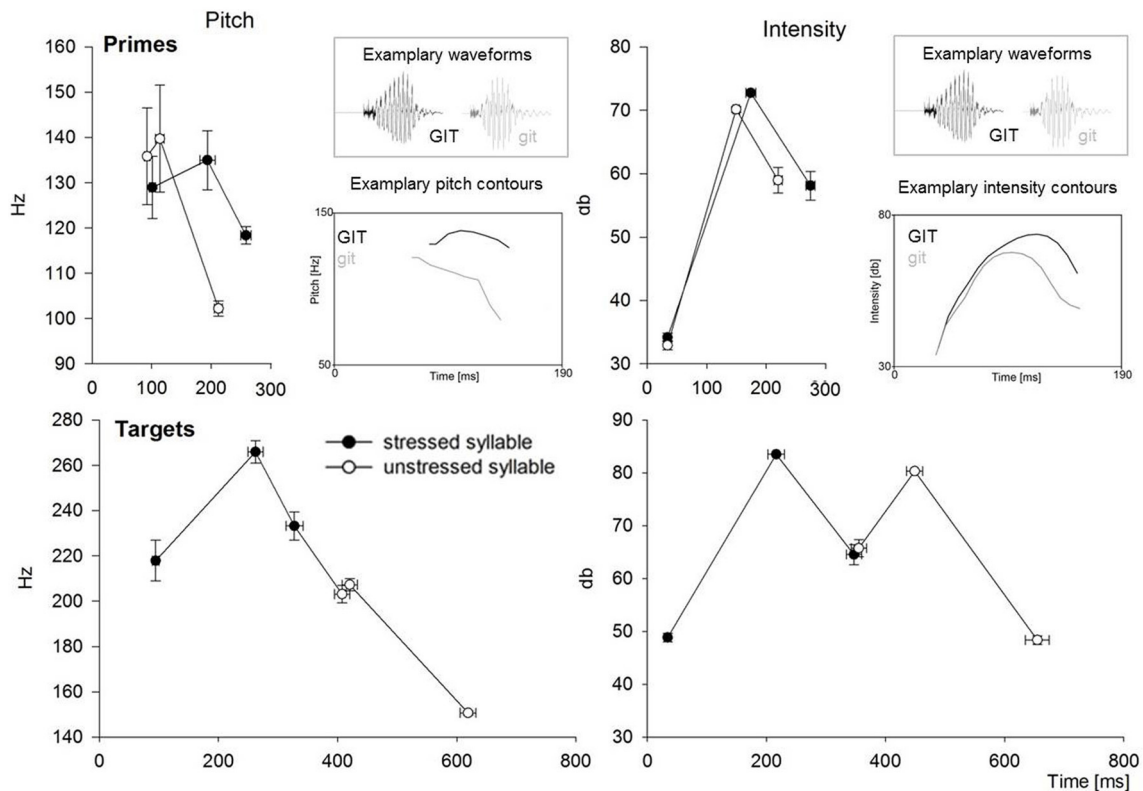 Pitch
Intensity
Primes
160
150
140
130
120
110
100
90
Hz
0
100
200
300
Examplary waveforms
GIT
git
Examplary pitch contours
150
GIT
git
Pitch [Hz]
50
0
Time [ms]
190
80
70
60
50
40
30
db
0
100
200
300
Examplary waveforms
GIT
git
Examplary intensity contours
80
GIT
git
Intensity [db]
30
0
Time [ms]
190
Targets
280
260
240
220
200
180
160
140
Hz
0
200
400
600
800
stressed syllable
unstressed syllable
90
80
70
60
50
40
30
db
0
200
400
600
800
Time [ms]